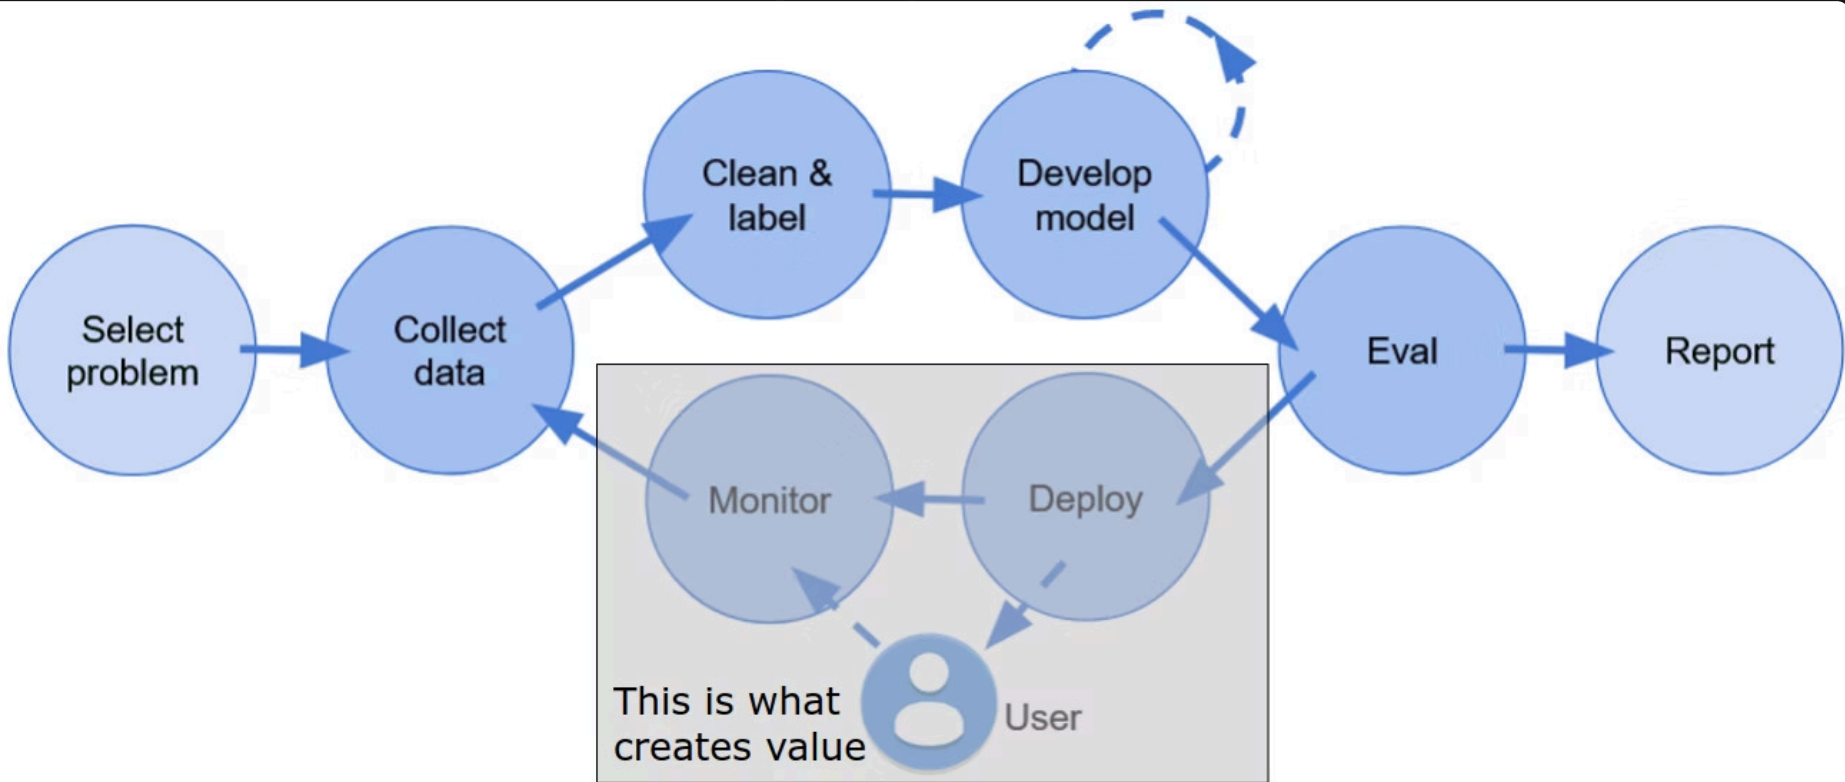 Select
problem
Collect
data
Clean &
label
Develop
model
Eval
Report
Monitor
Deploy
User
This is what
creates value